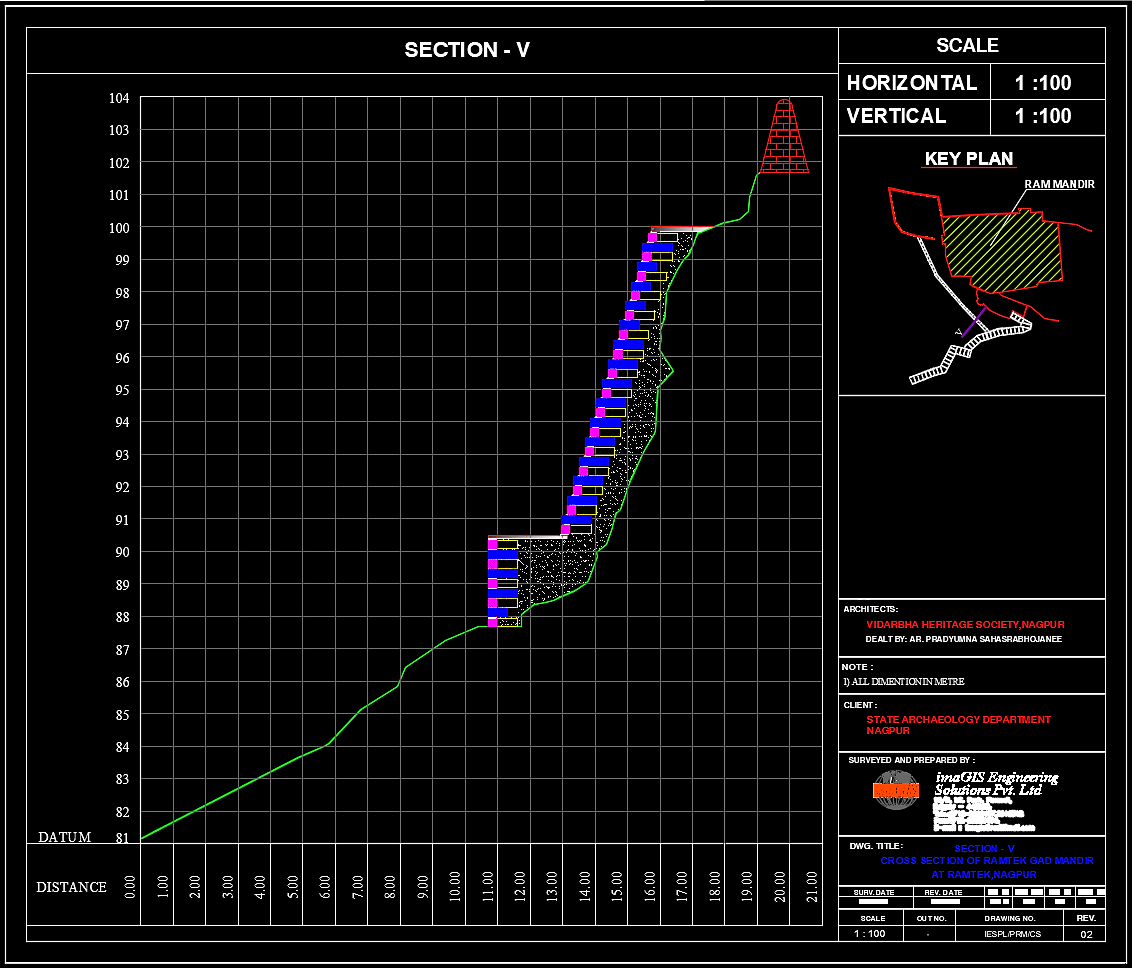 SECTION - V
104
103
102
101
100
99
98
97
96
95
94
93
92
91
90
89
88
87
86
85
84
83
82
DATUM 81
DISTANCE 0.00 1.00 2.00 3.00 4.00 5.00 6.00 7.00 8.00 9.00 10.00 11.00 12.00 13.00 14.00 15.00 16.00 17.00 18.00 19.00 20.00 21.00
SCALE
HORIZONTAL 1 :100
VERTICAL 1 :100
KEY PLAN
RAM MANDIR
V
ARCHITECTS:
VIDARBHA HERITAGE SOCIETY,NAGPUR
DEALT BY: AR. PRADYUMNA SAHASRABHOJANEE
NOTE :
1) ALL DIMENTION IN METRE
CLIENT :
STATE ARCHAEOLOGY DEPARTMENT
NAGPUR
SURVEYED AND PREPARED BY :
imaGIS Engineering
Solutions Pvt. Ltd
DWG. TITLE:
SECTION - V
CROSS SECTION OF RAMTEK GAD MANDIR
AT RAMTEK,NAGPUR
SURV.DATE REV. DATE
SCALE OUT NO. DRAWING NO. REV.
1 : 100 - IESPL/PRM/CS 02